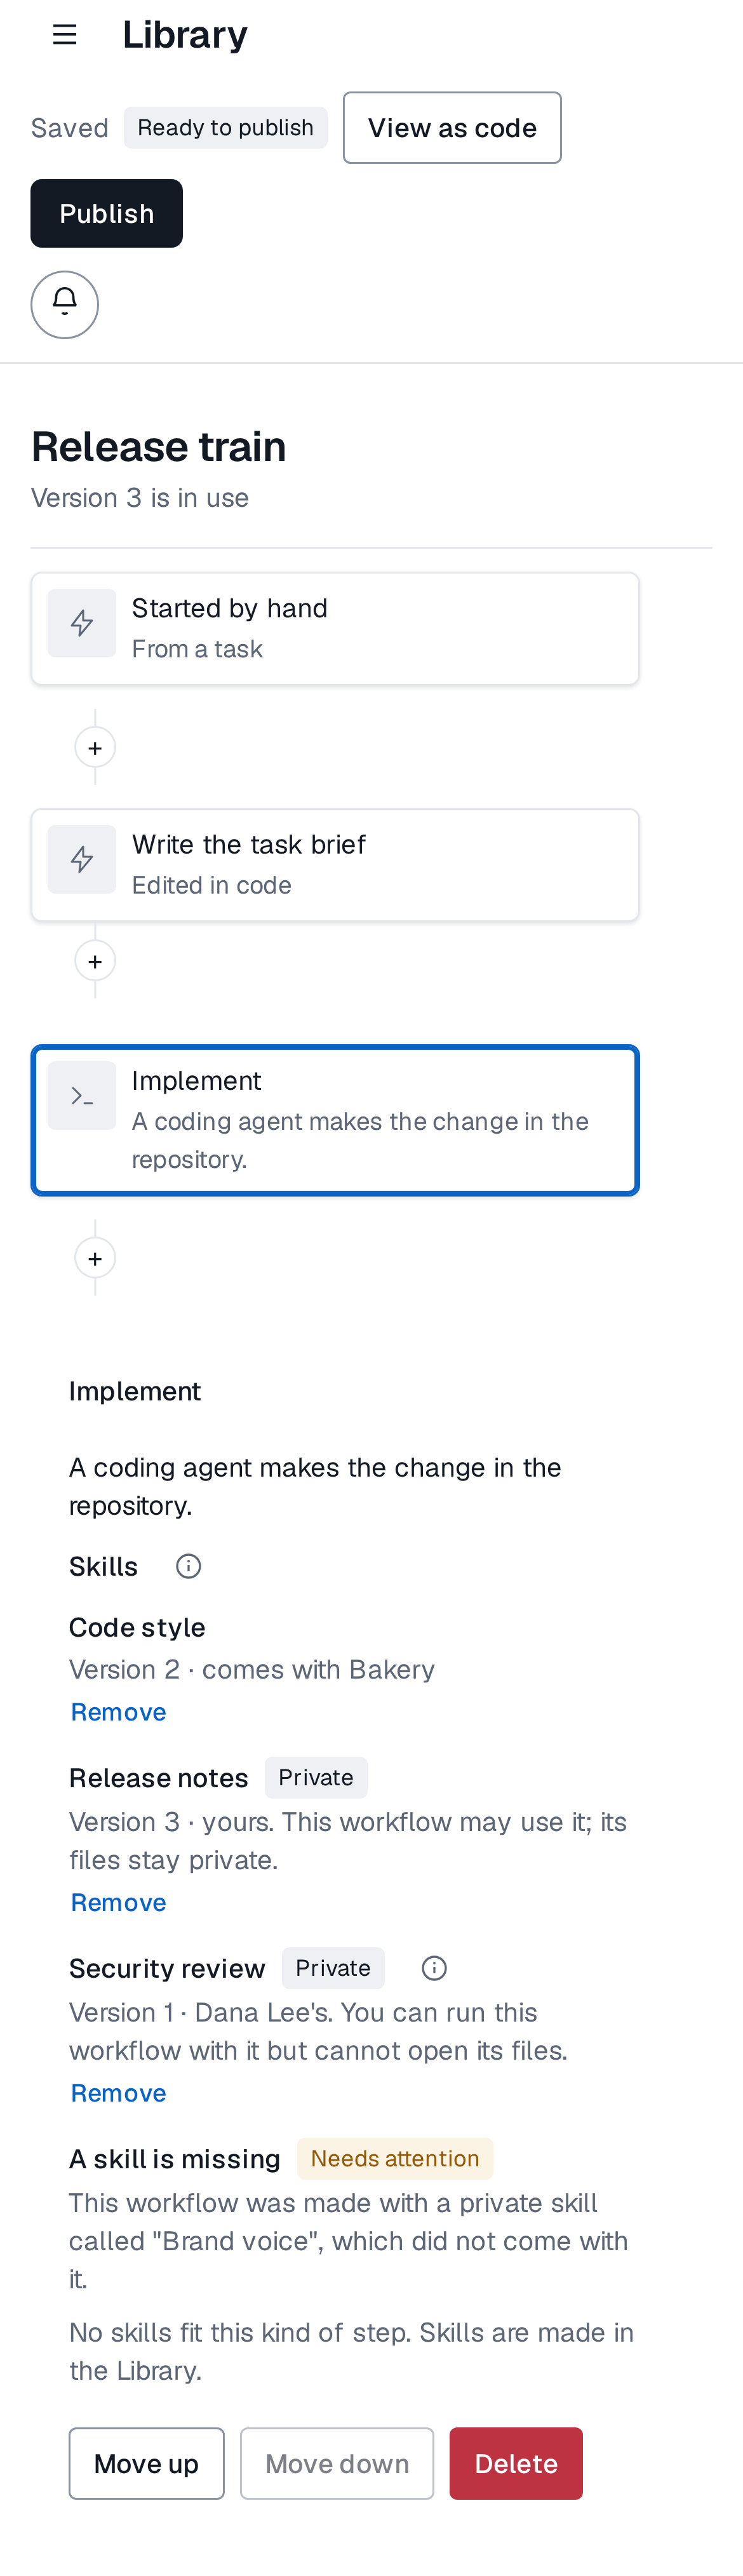 Library
Saved
Ready to publish
View as code
Publish
Release train
Version 3 is in use
Started by hand
From a task
+
Write the task brief
Edited in code
+
Implement
A coding agent makes the change in the
repository.
+
Implement
A coding agent makes the change in the
repository.
Skills
Code style
Version 2 · comes with Bakery
Remove
Release notes Private
Version 3 · yours. This workflow may use it; its
files stay private.
Remove
Security review Private
Version 1 · Dana Lee's. You can run this
workflow with it but cannot open its files.
Remove
A skill is missing Needs attention
This workflow was made with a private skill
called "Brand voice", which did not come with
it.
No skills fit this kind of step. Skills are made in
the Library.
Move up Move down Delete